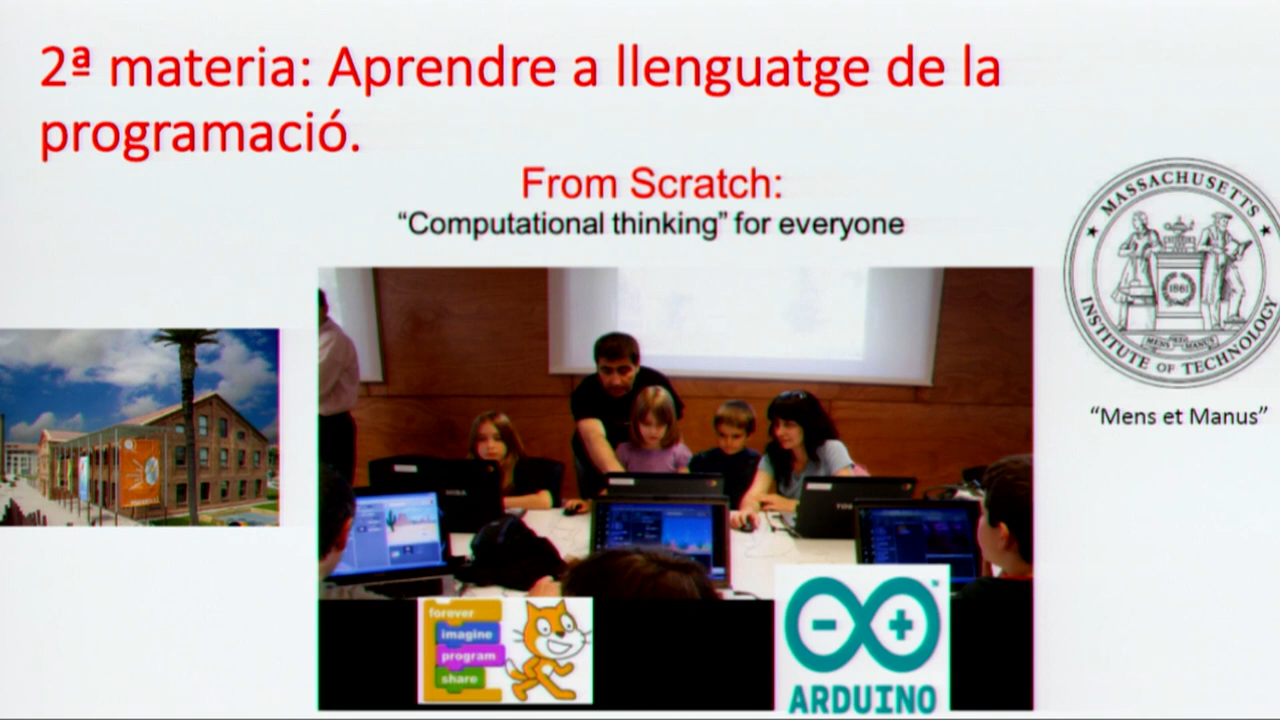 2ª materia: Aprendre a llenguatge de la
programació.
From Scratch:
“Computational thinking” for everyone
MASSACHUSETTS
INSTITUTE OF TECHNOLOGY
1861
MENS ET MANUS
“Mens et Manus”
forever
imagine
program
share
ARDUINO